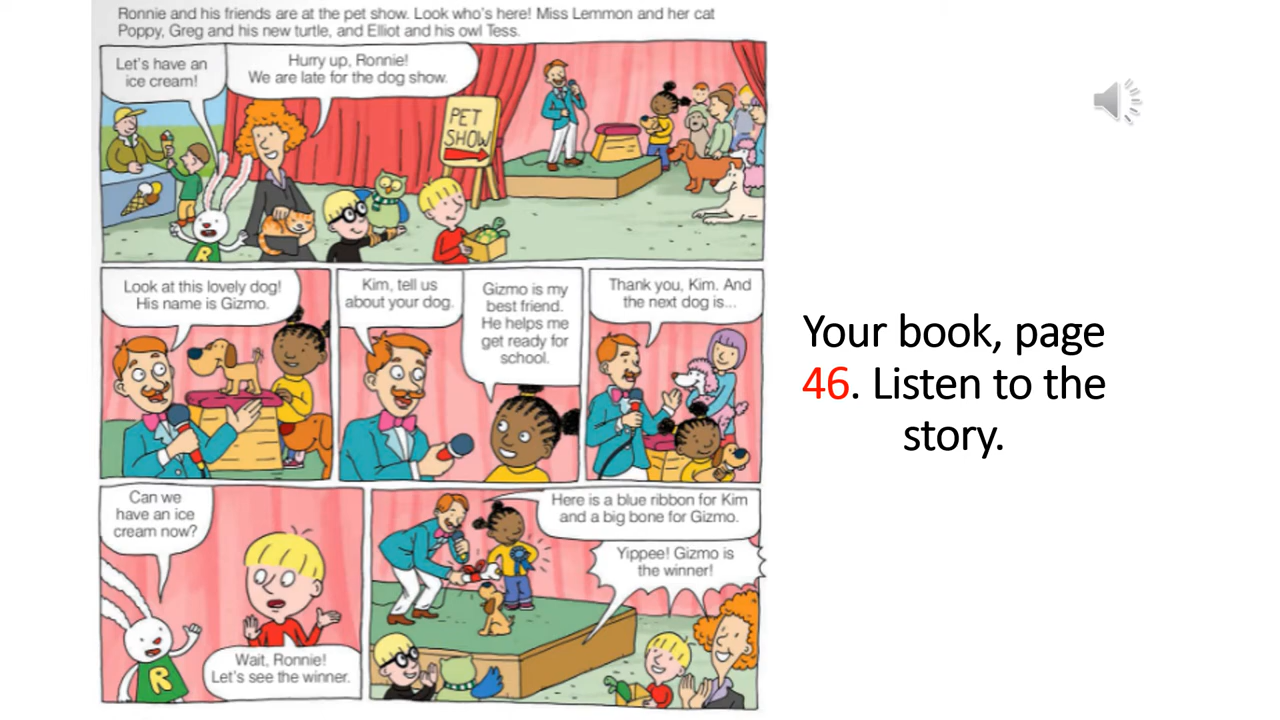 Ronnie and his friends are at the pet show. Look who's here! Miss Lemmon and her cat
Poppy, Greg and his new turtle, and Elliot and his owl Tess.
Let's have an
ice cream!
Hurry up, Ronnie!
We are late for the dog show.
PET
SHOW
R
Look at this lovely dog!
His name is Gizmo.
Kim, tell us
about your dog.
Gizmo is my
best friend.
He helps me
get ready for
school.
Thank you, Kim. And
the next dog is...
Can we
have an ice
cream now?
R
Wait, Ronnie!
Let's see the winner.
Here is a blue ribbon for Kim
and a big bone for Gizmo.
Yippee! Gizmo is
the winner!
Your book, page
46. Listen to the
story.